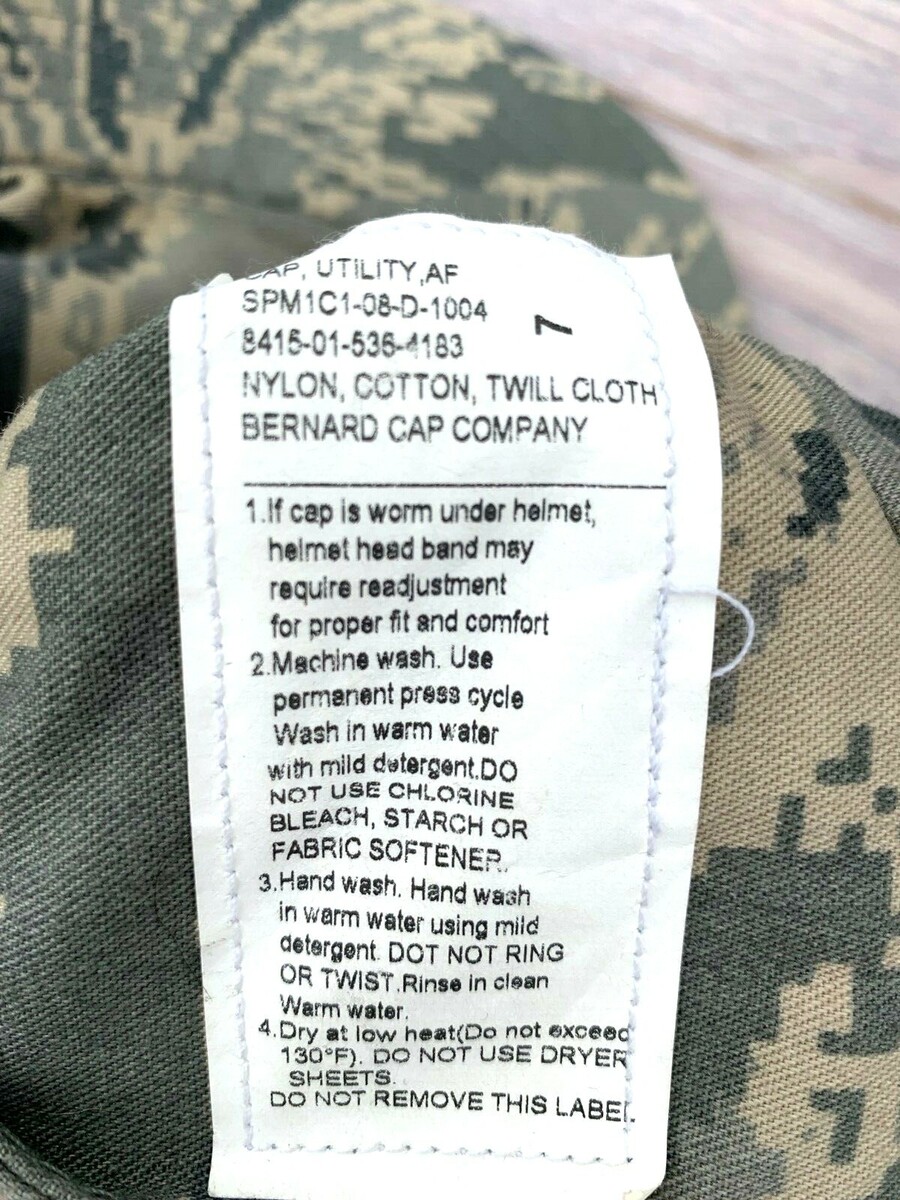 CAP, UTILITY,AF
SPM1C1-08-D-1004
7
8415-01-536-4183
NYLON, COTTON, TWILL CLOTH
BERNARD CAP COMPANY
1.If cap is worm under helmet,
helmet head band may
require readjustment
for proper fit and comfort
2.Machine wash. Use
permanent press cycle
Wash in warm water
with mild detergent.DO
NOT USE CHLORINE
BLEACH, STARCH OR
FABRIC SOFTENER.
3.Hand wash. Hand wash
in warm water using mild
detergent. DOT NOT RING
OR TWIST.Rinse in clean
Warm water.
4.Dry at low heat(Do not exceed
130°F). DO NOT USE DRYER
SHEETS.
DO NOT REMOVE THIS LABEL